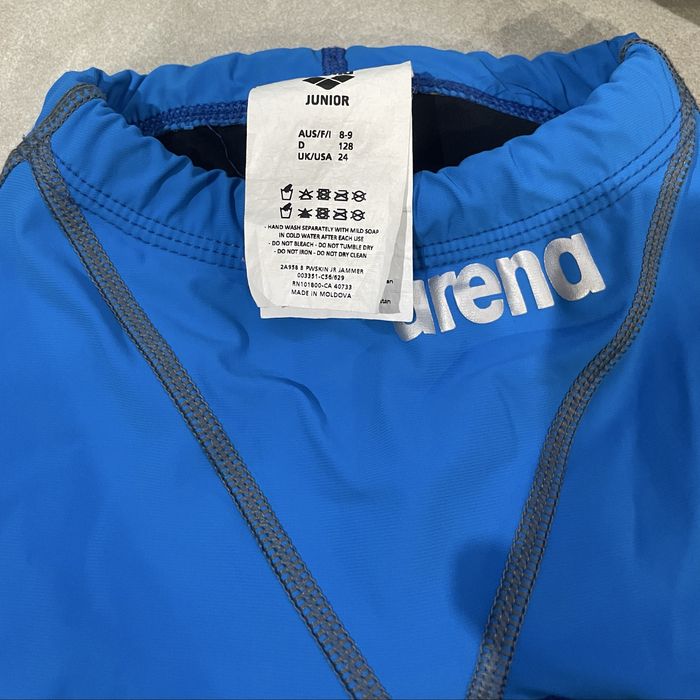 JUNIOR
AUS/F/I 8-9
D 128
UK/USA 24
- HAND WASH SEPARATELY WITH MILD SOAP
IN COLD WATER AFTER EACH USE
- DO NOT BLEACH - DO NOT TUMBLE DRY
- DO NOT IRON - DO NOT DRY CLEAN
2A958 B PWSKIN JR JAMMER
003351-C56/629
RN101800-CA 40733
MADE IN MOLDOVA
arena